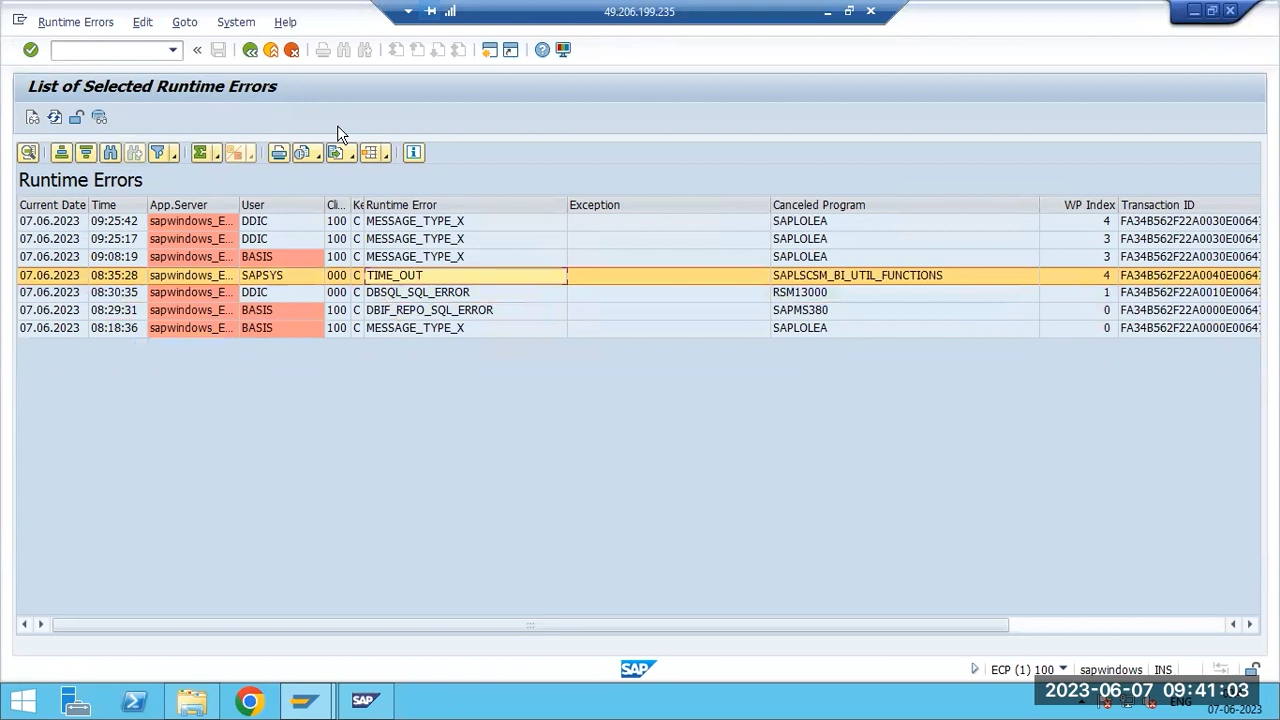 Runtime Errors Edit Goto System Help
49.206.199.235
List of Selected Runtime Errors
Runtime Errors
Current Date Time App.Server User Cli... Ke Runtime Error Exception Canceled Program WP Index Transaction ID
07.06.2023 09:25:42 sapwindows_E... DDIC 100 C MESSAGE_TYPE_X SAPLOLEA 4 FA34B562F22A0030E0064
07.06.2023 09:25:17 sapwindows_E... DDIC 100 C MESSAGE_TYPE_X SAPLOLEA 3 FA34B562F22A0030E0064
07.06.2023 09:08:19 sapwindows_E... BASIS 100 C MESSAGE_TYPE_X SAPLOLEA 3 FA34B562F22A0030E0064
07.06.2023 08:35:28 sapwindows_E... SAPSYS 000 C TIME_OUT SAPLSCSM_BI_UTIL_FUNCTIONS 4 FA34B562F22A0040E0064
07.06.2023 08:30:35 sapwindows_E... DDIC 000 C DBSQL_SQL_ERROR RSM13000 1 FA34B562F22A0010E0064
07.06.2023 08:29:31 sapwindows_E... BASIS 100 C DBIF_REPO_SQL_ERROR SAPMS380 0 FA34B562F22A0000E0064
07.06.2023 08:18:36 sapwindows_E... BASIS 100 C MESSAGE_TYPE_X SAPLOLEA 0 FA34B562F22A0000E0064
SAP
ECP (1) 100 sapwindows INS
SAP
2023-06-07 09:41:03
ENG
07-06-2023